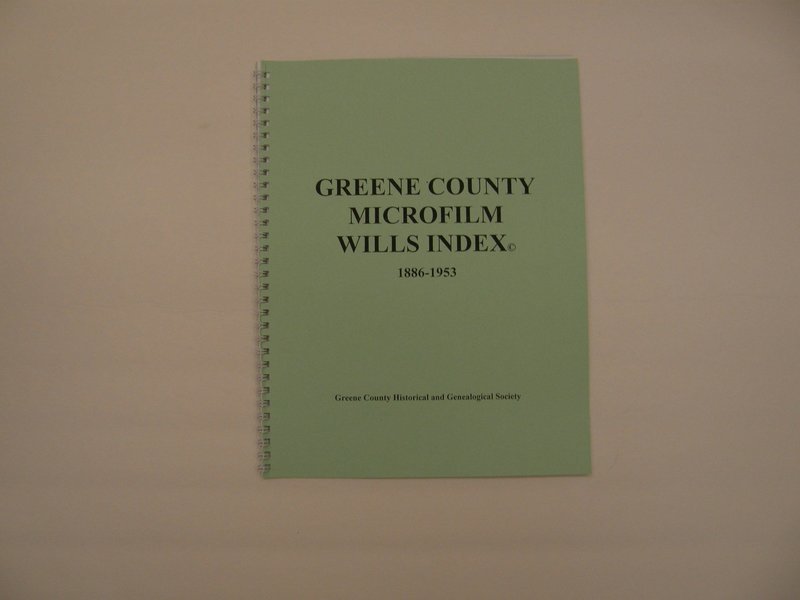 GREENE COUNTY
MICROFILM
WILLS INDEX©
1886-1953
Greene County Historical and Genealogical Society